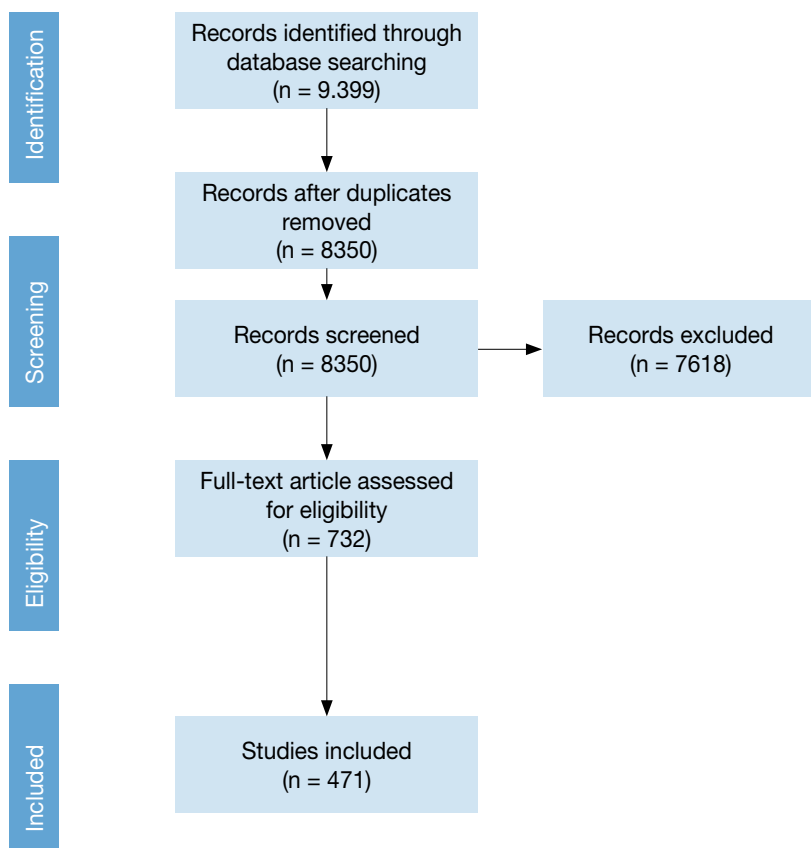 Identification
Records identified through
database searching
(n = 9.399)
Records after duplicates
removed
(n = 8350)
Screening
Records screened
(n = 8350)
Records excluded
(n = 7618)
Eligibility
Full-text article assessed
for eligibility
(n = 732)
Included
Studies included
(n = 471)